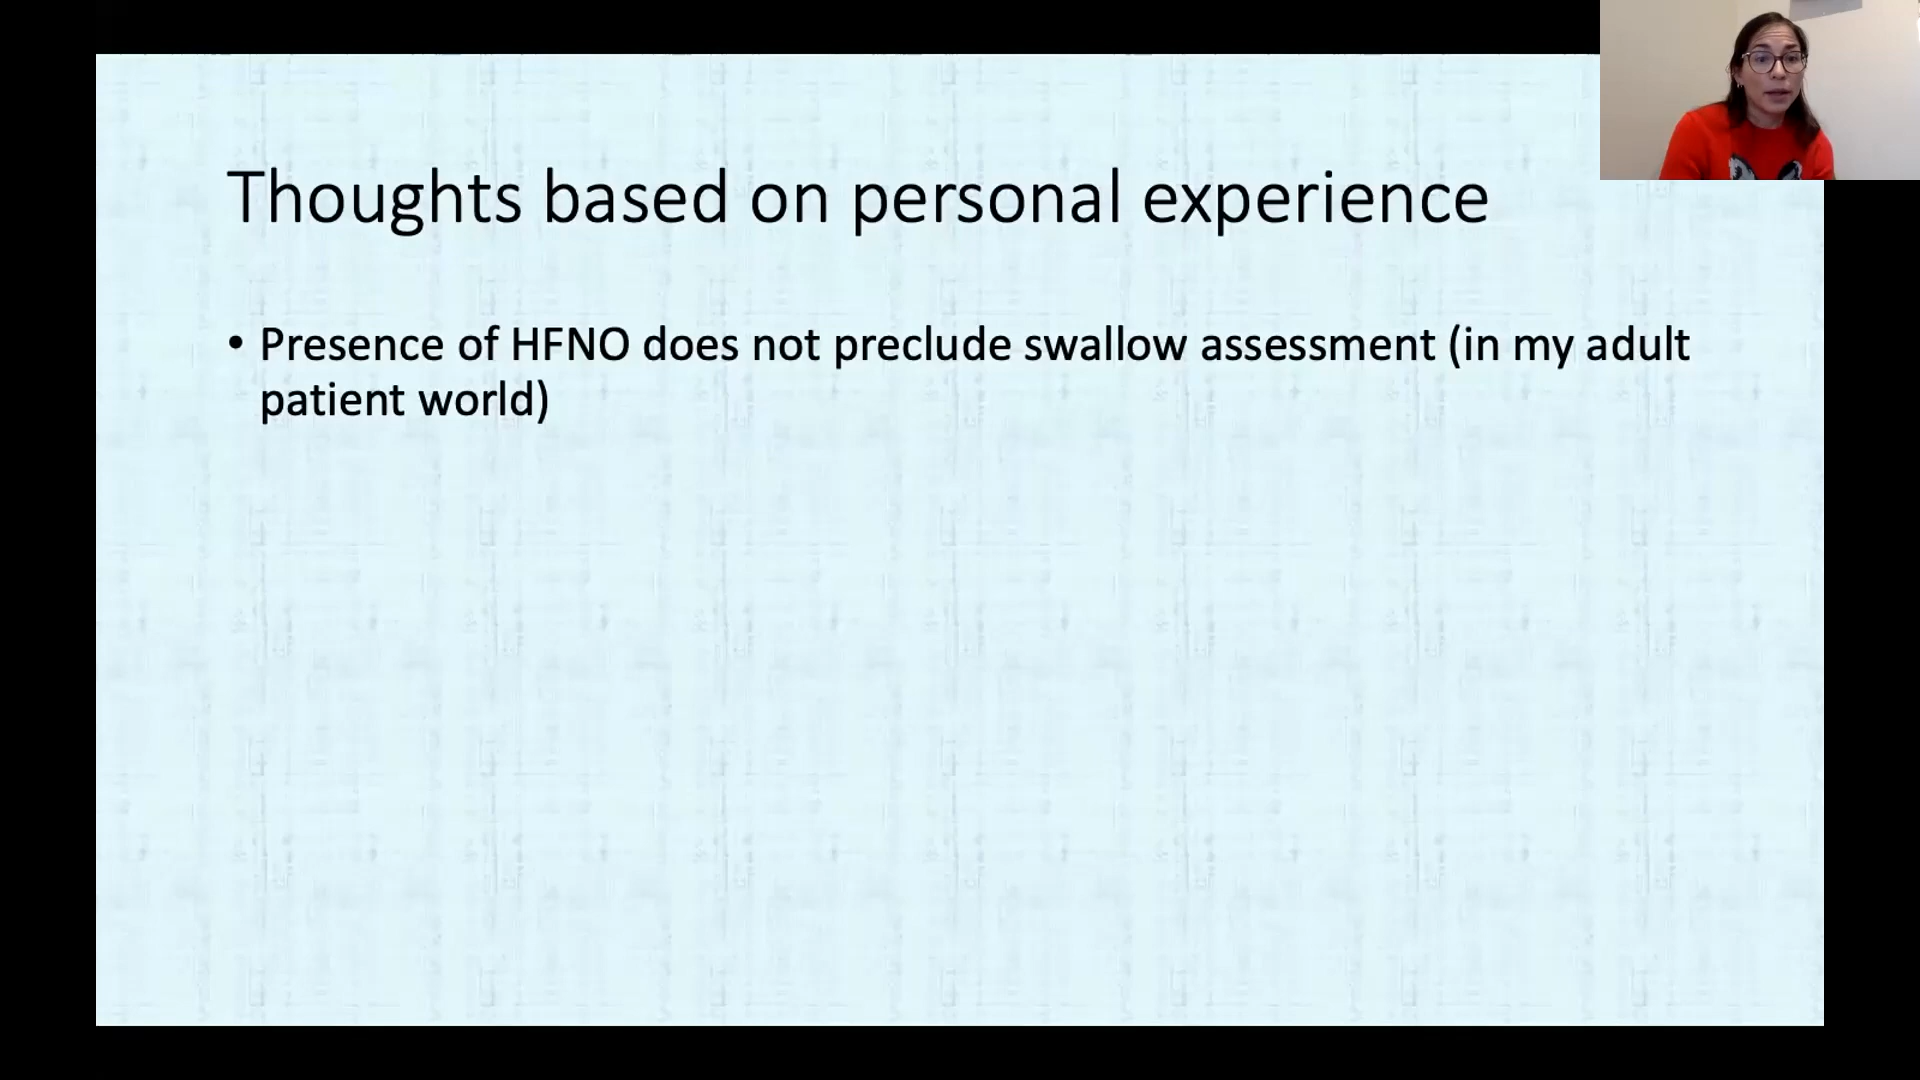 Thoughts based on personal experience
• Presence of HFNO does not preclude swallow assessment (in my adult
patient world)